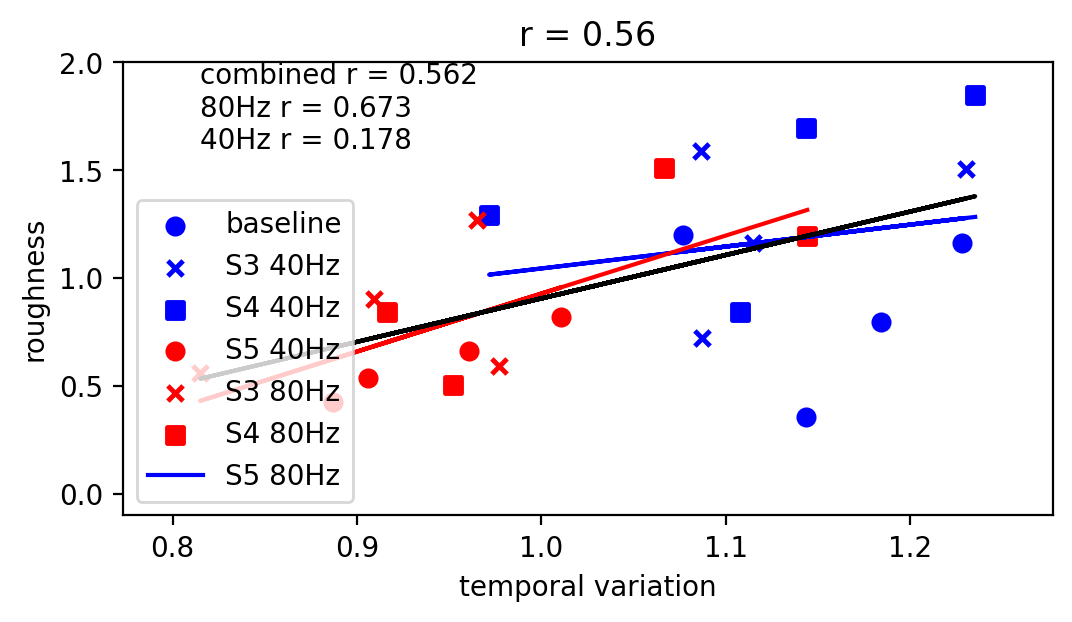 r = 0.56
combined r = 0.562
80Hz r = 0.673
40Hz r = 0.178
baseline
S3 40Hz
S4 40Hz
S5 40Hz
S3 80Hz
S4 80Hz
S5 80Hz
roughness
2.0
1.5
1.0
0.5
0.0
0.8 0.9 1.0 1.1 1.2
temporal variation